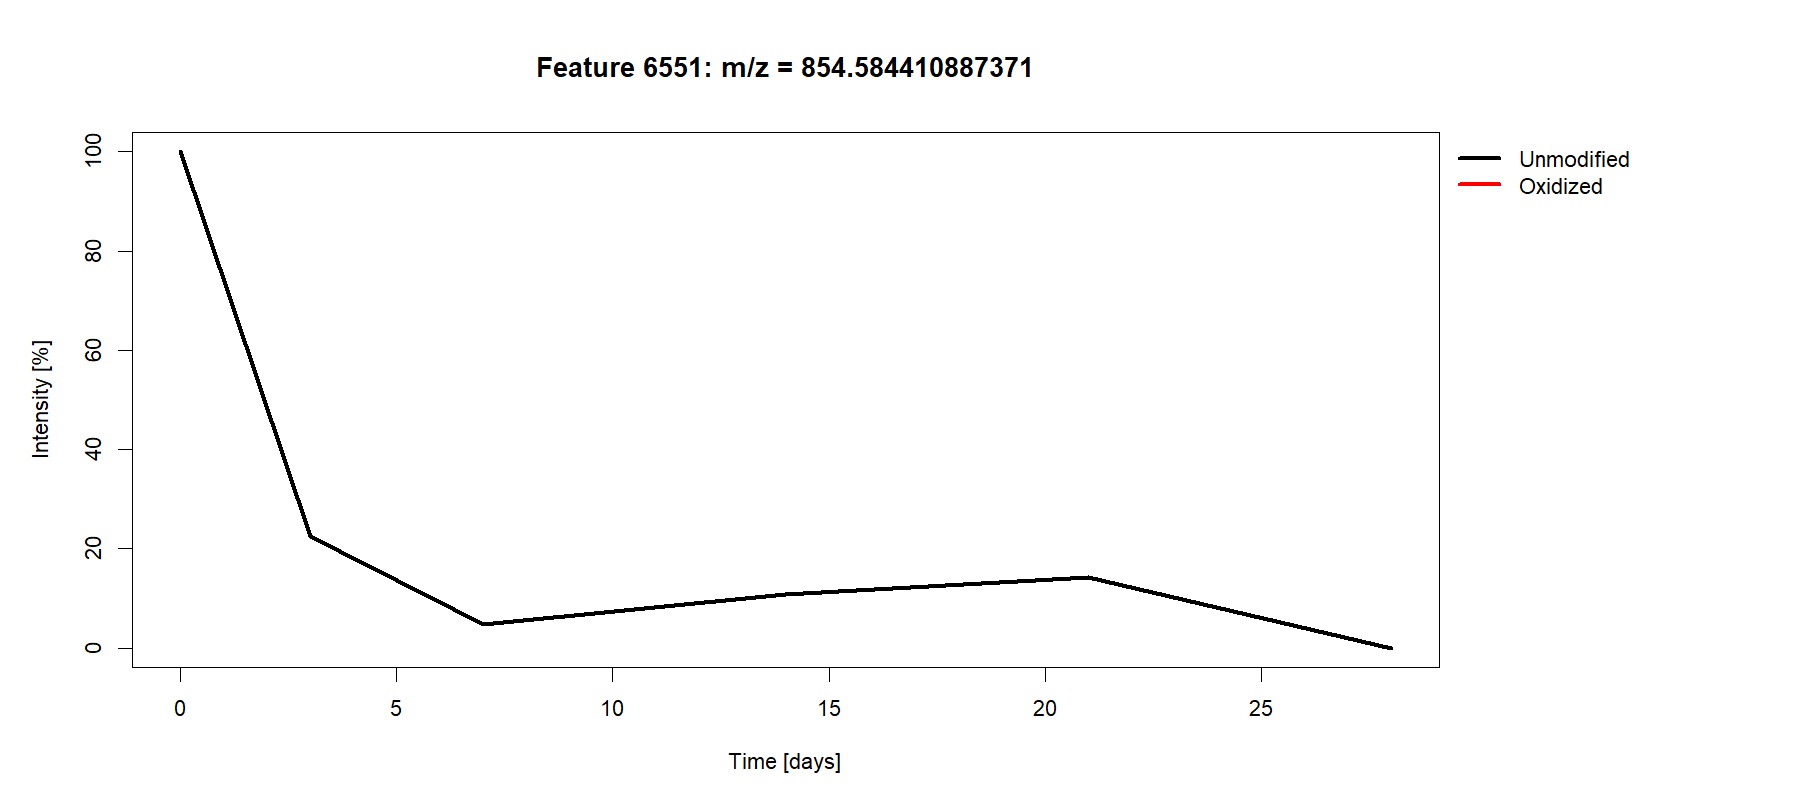 Feature 6551: m/z = 854.584410887371
Unmodified
Oxidized
Intensity [%]
100
80
60
40
20
0
0 5 10 15 20 25
Time [days]